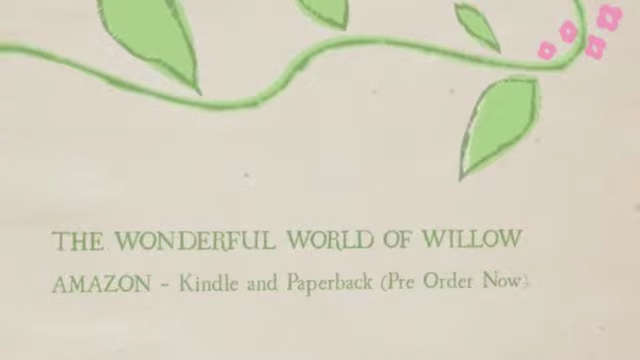 THE WONDERFUL WORLD OF WILLOW
AMAZON - Kindle and Paperback (Pre Order Now)